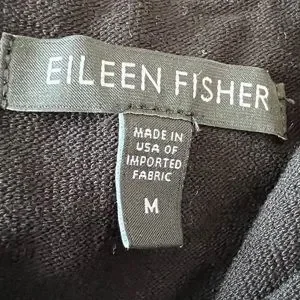 EILEEN FISHER
MADE IN
USA OF
IMPORTED
FABRIC
M